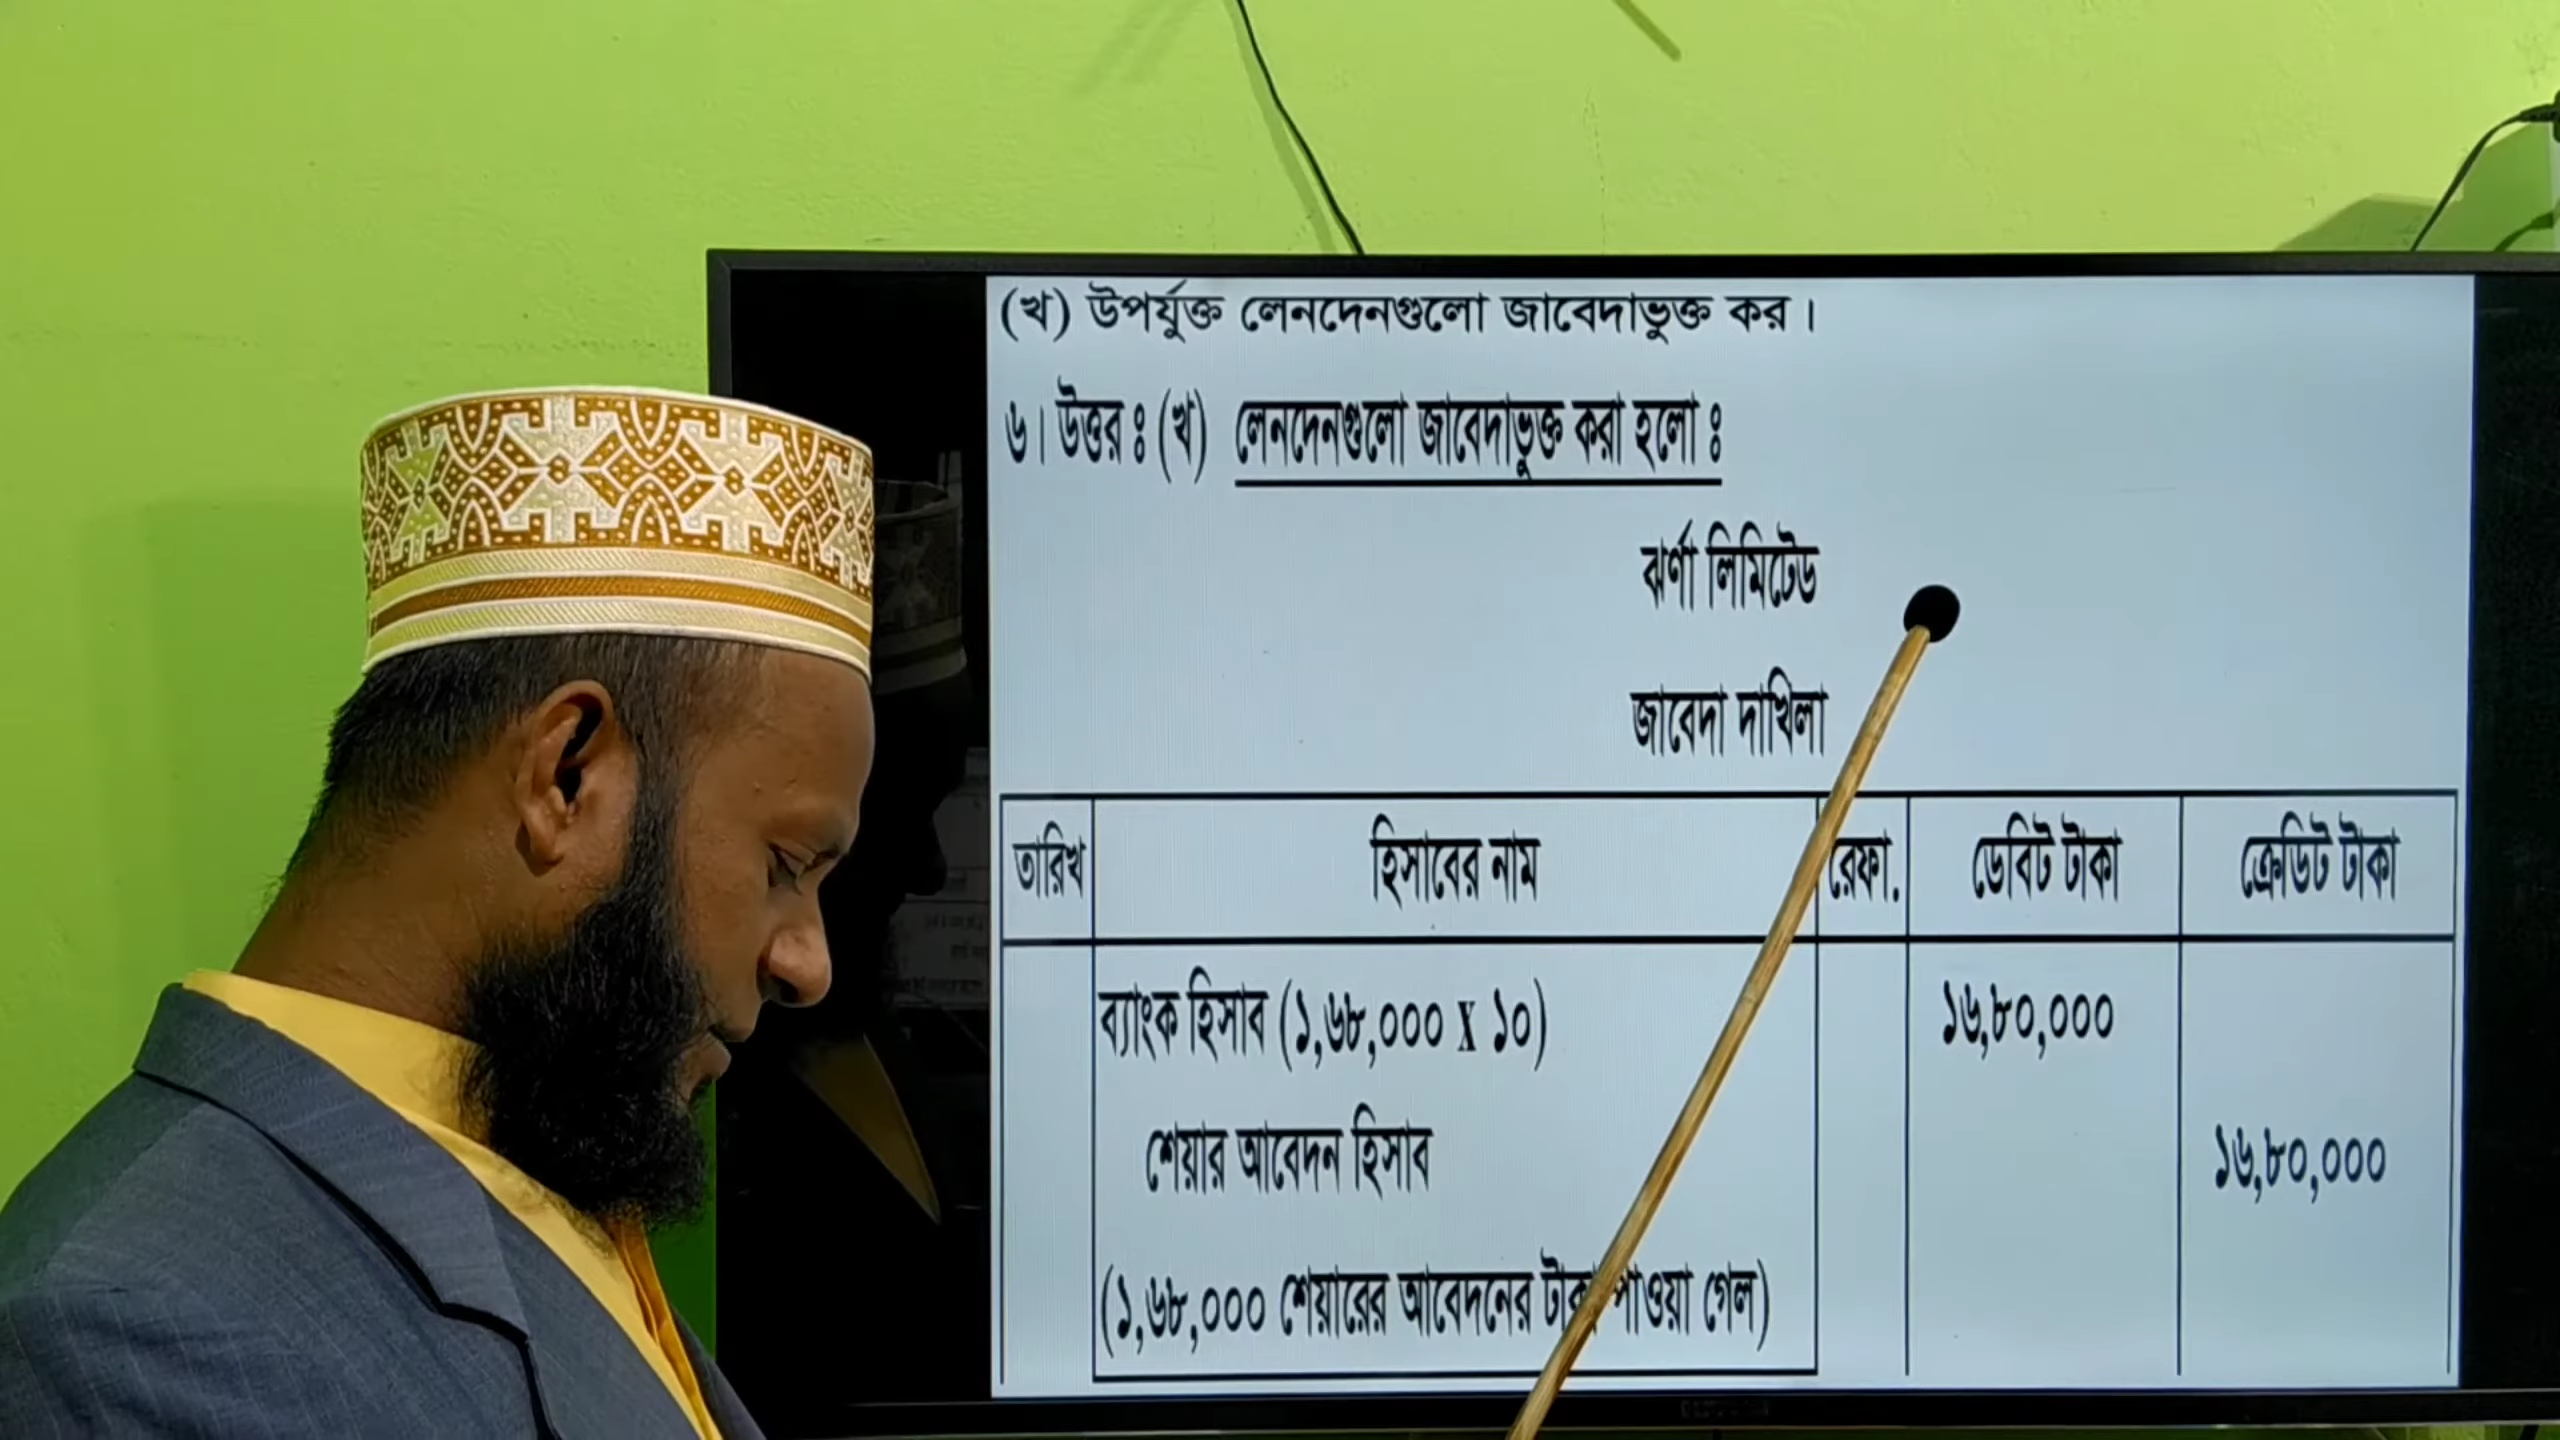 (খ) উপর্যুক্ত লেনদেনগুলো জাবেদাভুক্ত কর।
৬। উত্তর ঃ (খ) লেনদেনগুলো জাবেদাভুক্ত করা হলো ঃ
ঝর্ণা লিমিটেড
জাবেদা দাখিলা
তারিখ হিসাবের নাম রেফা. ডেবিট টাকা ক্রেডিট টাকা
ব্যাংক হিসাব (১,৬৮,০০০ x ১০) ১৬,৮০,০০০
শেয়ার আবেদন হিসাব ১৬,৮০,০০০
(১,৬৮,০০০ শেয়ারের আবেদনের টাকা পাওয়া গেল)